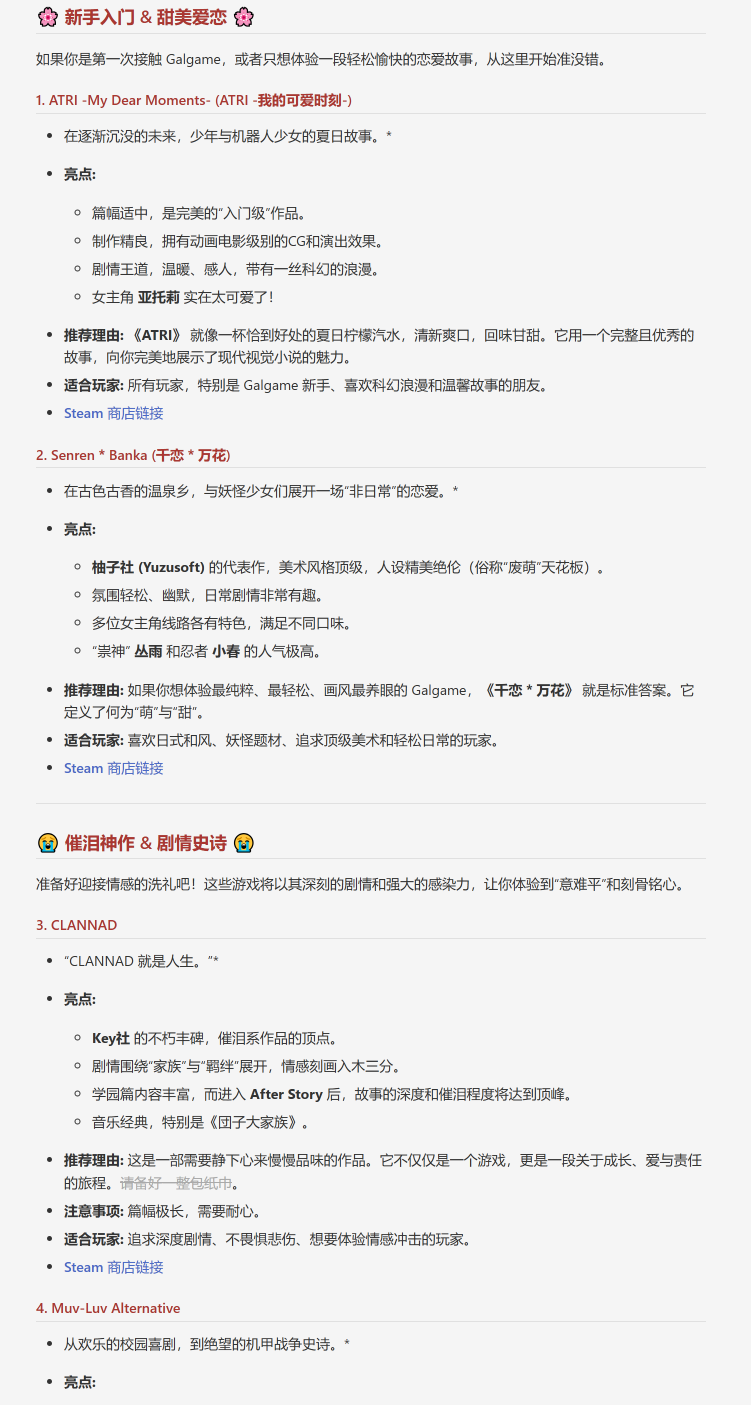 🌸 新手入门 & 甜美爱恋 🌸
如果你是第一次接触 Galgame，或者只想体验一段轻松愉快的恋爱故事，从这里开始准没错。
1. ATRI -My Dear Moments- (ATRI -我的可爱时刻-)
在逐渐沉没的未来，少年与机器人少女的夏日故事。*
亮点:
篇幅适中，是完美的“入门级”作品。
制作精良，拥有动画电影级别的CG和演出效果。
剧情王道，温暖、感人，带有一丝科幻的浪漫。
女主角 亚托莉 实在太可爱了！
推荐理由: 《ATRI》 就像一杯恰到好处的夏日柠檬汽水，清新爽口，回味甘甜。它用一个完整且优秀的
故事，向你完美地展示了现代视觉小说的魅力。
适合玩家: 所有玩家，特别是 Galgame 新手、喜欢科幻浪漫和温馨故事的朋友。
Steam 商店链接
2. Senren * Banka (千恋 * 万花)
在古色古香的温泉乡，与妖怪少女们展开一场“非日常”的恋爱。*
亮点:
柚子社 (Yuzusoft) 的代表作，美术风格顶级，人设精美绝伦（俗称“废萌”天花板）。
氛围轻松、幽默，日常剧情非常有趣。
多位女主角线路各有特色，满足不同口味。
“祟神” 丛雨 和忍者 小春 的人气极高。
推荐理由: 如果你想体验最纯粹、最轻松、画风最养眼的 Galgame，《千恋 * 万花》 就是标准答案。它
定义了何为“萌”与“甜”。
适合玩家: 喜欢日式和风、妖怪题材、追求顶级美术和轻松日常的玩家。
Steam 商店链接
😭 催泪神作 & 剧情史诗 😭
准备好迎接情感的洗礼吧！这些游戏将以其深刻的剧情和强大的感染力，让你体验到“意难平”和刻骨铭心。
3. CLANNAD
“CLANNAD 就是人生。”*
亮点:
Key社 的不朽丰碑，催泪系作品的顶点。
剧情围绕“家族”与“羁绊”展开，情感刻画入木三分。
学园篇内容丰富，而进入 After Story 后，故事的深度和催泪程度将达到顶峰。
音乐经典，特别是《团子大家族》。
推荐理由: 这是一部需要静下心来慢慢品味的作品。它不仅仅是一个游戏，更是一段关于成长、爱与责任
的旅程。请备好一整包纸巾。
注意事项: 篇幅极长，需要耐心。
适合玩家: 追求深度剧情、不畏惧悲伤、想要体验情感冲击的玩家。
Steam 商店链接
4. Muv-Luv Alternative
从欢乐的校园喜剧，到绝望的机甲战争史诗。*
亮点: